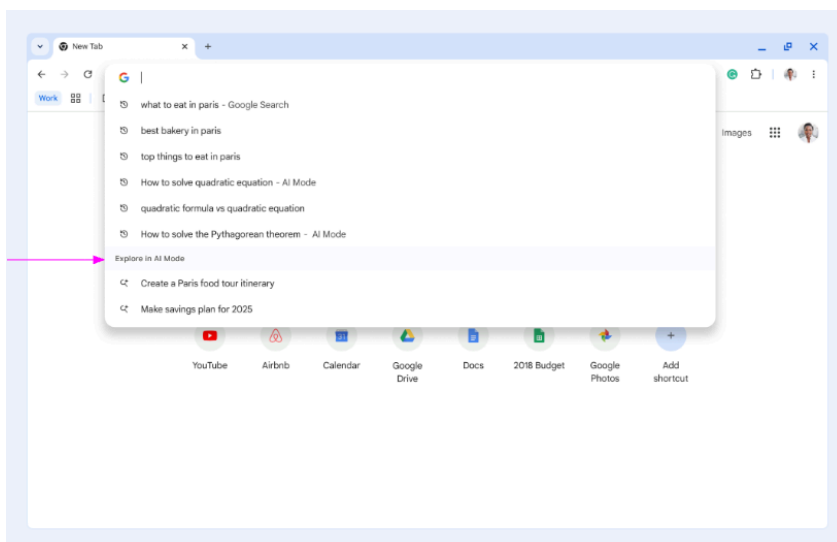 New Tab
Work
what to eat in paris - Google Search
best bakery in paris
top things to eat in paris
How to solve quadratic equation - AI Mode
quadratic formula vs quadratic equation
How to solve the Pythagorean theorem - AI Mode
Explore in AI Mode
Create a Paris food tour itinerary
Make savings plan for 2025
Images
YouTube
Airbnb
Calendar
Google
Drive
Docs
2018 Budget
Google
Photos
Add
shortcut